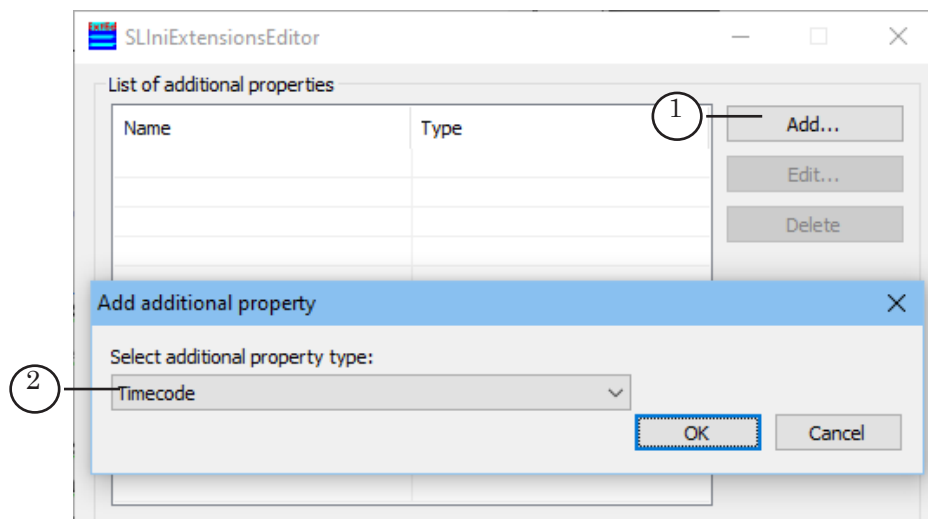 ExtEd
SLIniExtensionsEditor
List of additional properties
Name Type
1
Add...
Edit...
Delete
Add additional property
Select additional property type:
2
Timecode
OK Cancel